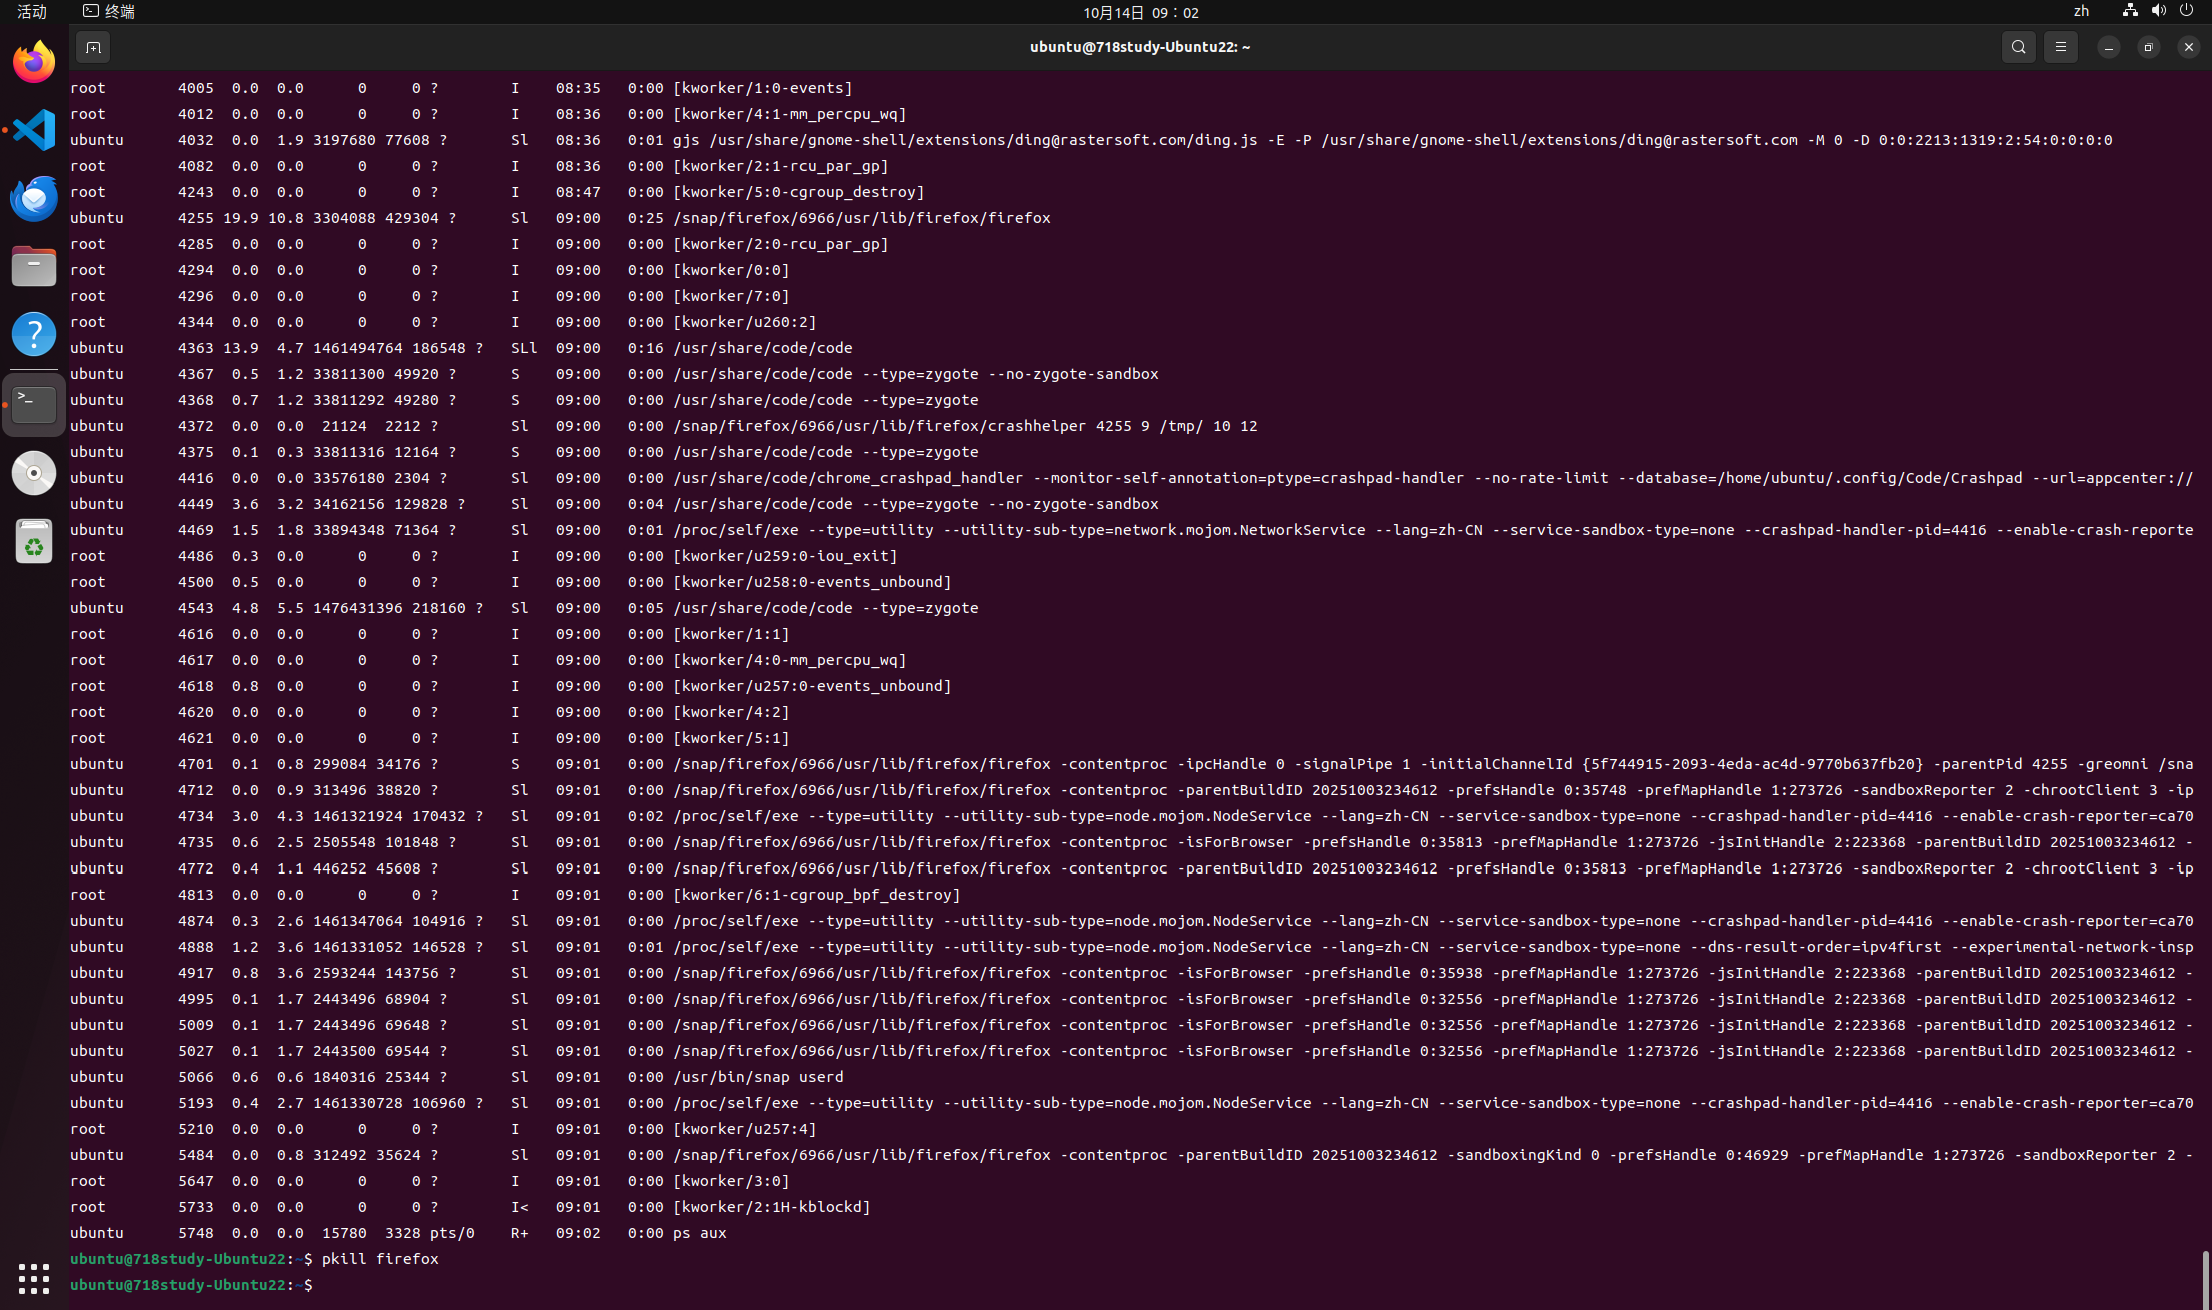 活动 终端 10月14日 09：02 zh
ubuntu@718study-Ubuntu22: ~
root 4005 0.0 0.0 0 0 ? I 08:35 0:00 [kworker/1:0-events]
root 4012 0.0 0.0 0 0 ? I 08:36 0:00 [kworker/4:1-mm_percpu_wq]
ubuntu 4032 0.0 1.9 3197680 77608 ? Sl 08:36 0:01 gjs /usr/share/gnome-shell/extensions/ding@rastersoft.com/ding.js -E -P /usr/share/gnome-shell/extensions/ding@rastersoft.com -M 0 -D 0:0:2213:1319:2:54:0:0:0:0
root 4082 0.0 0.0 0 0 ? I 08:36 0:00 [kworker/2:1-rcu_par_gp]
root 4243 0.0 0.0 0 0 ? I 08:47 0:00 [kworker/5:0-cgroup_destroy]
ubuntu 4255 19.9 10.8 3304088 429304 ? Sl 09:00 0:25 /snap/firefox/6966/usr/lib/firefox/firefox
root 4285 0.0 0.0 0 0 ? I 09:00 0:00 [kworker/2:0-rcu_par_gp]
root 4294 0.0 0.0 0 0 ? I 09:00 0:00 [kworker/0:0]
root 4296 0.0 0.0 0 0 ? I 09:00 0:00 [kworker/7:0]
root 4344 0.0 0.0 0 0 ? I 09:00 0:00 [kworker/u260:2]
ubuntu 4363 13.9 4.7 1461494764 186548 ? SLl 09:00 0:16 /usr/share/code/code
ubuntu 4367 0.5 1.2 33811300 49920 ? S 09:00 0:00 /usr/share/code/code --type=zygote --no-zygote-sandbox
ubuntu 4368 0.7 1.2 33811292 49280 ? S 09:00 0:00 /usr/share/code/code --type=zygote
ubuntu 4372 0.0 0.0 21124 2212 ? Sl 09:00 0:00 /snap/firefox/6966/usr/lib/firefox/crashhelper 4255 9 /tmp/ 10 12
ubuntu 4375 0.1 0.3 33811316 12164 ? S 09:00 0:00 /usr/share/code/code --type=zygote
ubuntu 4416 0.0 0.0 33576180 2304 ? Sl 09:00 0:00 /usr/share/code/chrome_crashpad_handler --monitor-self-annotation=ptype=crashpad-handler --no-rate-limit --database=/home/ubuntu/.config/Code/Crashpad --url=appcenter://
ubuntu 4449 3.6 3.2 34162156 129828 ? Sl 09:00 0:04 /usr/share/code/code --type=zygote --no-zygote-sandbox
ubuntu 4469 1.5 1.8 33894348 71364 ? Sl 09:00 0:01 /proc/self/exe --type=utility --utility-sub-type=network.mojom.NetworkService --lang=zh-CN --service-sandbox-type=none --crashpad-handler-pid=4416 --enable-crash-reporte
root 4486 0.3 0.0 0 0 ? I 09:00 0:00 [kworker/u259:0-iou_exit]
root 4500 0.5 0.0 0 0 ? I 09:00 0:00 [kworker/u258:0-events_unbound]
ubuntu 4543 4.8 5.5 1476431396 218160 ? Sl 09:00 0:05 /usr/share/code/code --type=zygote
root 4616 0.0 0.0 0 0 ? I 09:00 0:00 [kworker/1:1]
root 4617 0.0 0.0 0 0 ? I 09:00 0:00 [kworker/4:0-mm_percpu_wq]
root 4618 0.8 0.0 0 0 ? I 09:00 0:00 [kworker/u257:0-events_unbound]
root 4620 0.0 0.0 0 0 ? I 09:00 0:00 [kworker/4:2]
root 4621 0.0 0.0 0 0 ? I 09:00 0:00 [kworker/5:1]
ubuntu 4701 0.1 0.8 299084 34176 ? S 09:01 0:00 /snap/firefox/6966/usr/lib/firefox/firefox -contentproc -ipcHandle 0 -signalPipe 1 -initialChannelId {5f744915-2093-4eda-ac4d-9770b637fb20} -parentPid 4255 -greomni /sna
ubuntu 4712 0.0 0.9 313496 38820 ? Sl 09:01 0:00 /snap/firefox/6966/usr/lib/firefox/firefox -contentproc -parentBuildID 20251003234612 -prefsHandle 0:35748 -prefMapHandle 1:273726 -sandboxReporter 2 -chrootClient 3 -ip
ubuntu 4734 3.0 4.3 1461321924 170432 ? Sl 09:01 0:02 /proc/self/exe --type=utility --utility-sub-type=node.mojom.NodeService --lang=zh-CN --service-sandbox-type=none --crashpad-handler-pid=4416 --enable-crash-reporter=ca70
ubuntu 4735 0.6 2.5 2505548 101848 ? Sl 09:01 0:00 /snap/firefox/6966/usr/lib/firefox/firefox -contentproc -isForBrowser -prefsHandle 0:35813 -prefMapHandle 1:273726 -jsInitHandle 2:223368 -parentBuildID 20251003234612 -
ubuntu 4772 0.4 1.1 446252 45608 ? Sl 09:01 0:00 /snap/firefox/6966/usr/lib/firefox/firefox -contentproc -parentBuildID 20251003234612 -prefsHandle 0:35813 -prefMapHandle 1:273726 -sandboxReporter 2 -chrootClient 3 -ip
root 4813 0.0 0.0 0 0 ? I 09:01 0:00 [kworker/6:1-cgroup_bpf_destroy]
ubuntu 4874 0.3 2.6 1461347064 104916 ? Sl 09:01 0:00 /proc/self/exe --type=utility --utility-sub-type=node.mojom.NodeService --lang=zh-CN --service-sandbox-type=none --crashpad-handler-pid=4416 --enable-crash-reporter=ca70
ubuntu 4888 1.2 3.6 1461331052 146528 ? Sl 09:01 0:01 /proc/self/exe --type=utility --utility-sub-type=node.mojom.NodeService --lang=zh-CN --service-sandbox-type=none --dns-result-order=ipv4first --experimental-network-insp
ubuntu 4917 0.8 3.6 2593244 143756 ? Sl 09:01 0:00 /snap/firefox/6966/usr/lib/firefox/firefox -contentproc -isForBrowser -prefsHandle 0:35938 -prefMapHandle 1:273726 -jsInitHandle 2:223368 -parentBuildID 20251003234612 -
ubuntu 4995 0.1 1.7 2443496 68904 ? Sl 09:01 0:00 /snap/firefox/6966/usr/lib/firefox/firefox -contentproc -isForBrowser -prefsHandle 0:32556 -prefMapHandle 1:273726 -jsInitHandle 2:223368 -parentBuildID 20251003234612 -
ubuntu 5009 0.1 1.7 2443496 69648 ? Sl 09:01 0:00 /snap/firefox/6966/usr/lib/firefox/firefox -contentproc -isForBrowser -prefsHandle 0:32556 -prefMapHandle 1:273726 -jsInitHandle 2:223368 -parentBuildID 20251003234612 -
ubuntu 5027 0.1 1.7 2443500 69544 ? Sl 09:01 0:00 /snap/firefox/6966/usr/lib/firefox/firefox -contentproc -isForBrowser -prefsHandle 0:32556 -prefMapHandle 1:273726 -jsInitHandle 2:223368 -parentBuildID 20251003234612 -
ubuntu 5066 0.6 0.6 1840316 25344 ? Sl 09:01 0:00 /usr/bin/snap userd
ubuntu 5193 0.4 2.7 1461330728 106960 ? Sl 09:01 0:00 /proc/self/exe --type=utility --utility-sub-type=node.mojom.NodeService --lang=zh-CN --service-sandbox-type=none --crashpad-handler-pid=4416 --enable-crash-reporter=ca70
root 5210 0.0 0.0 0 0 ? I 09:01 0:00 [kworker/u257:4]
ubuntu 5484 0.0 0.8 312492 35624 ? Sl 09:01 0:00 /snap/firefox/6966/usr/lib/firefox/firefox -contentproc -parentBuildID 20251003234612 -sandboxingKind 0 -prefsHandle 0:46929 -prefMapHandle 1:273726 -sandboxReporter 2 -
root 5647 0.0 0.0 0 0 ? I 09:01 0:00 [kworker/3:0]
root 5733 0.0 0.0 0 0 ? I< 09:01 0:00 [kworker/2:1H-kblockd]
ubuntu 5748 0.0 0.0 15780 3328 pts/0 R+ 09:02 0:00 ps aux
ubuntu@718study-Ubuntu22:~$ pkill firefox
ubuntu@718study-Ubuntu22:~$